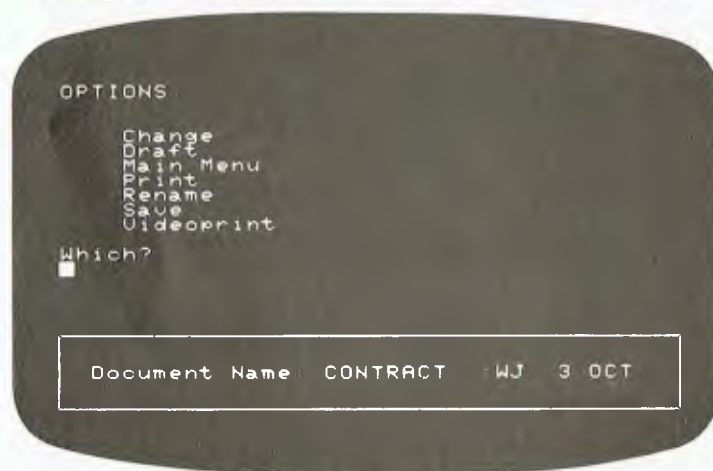 OPTIONS
Change
Draft
Main Menu
Print
Rename
Save
Videoprint
Which?
Document Name CONTRACT WJ 3 OCT